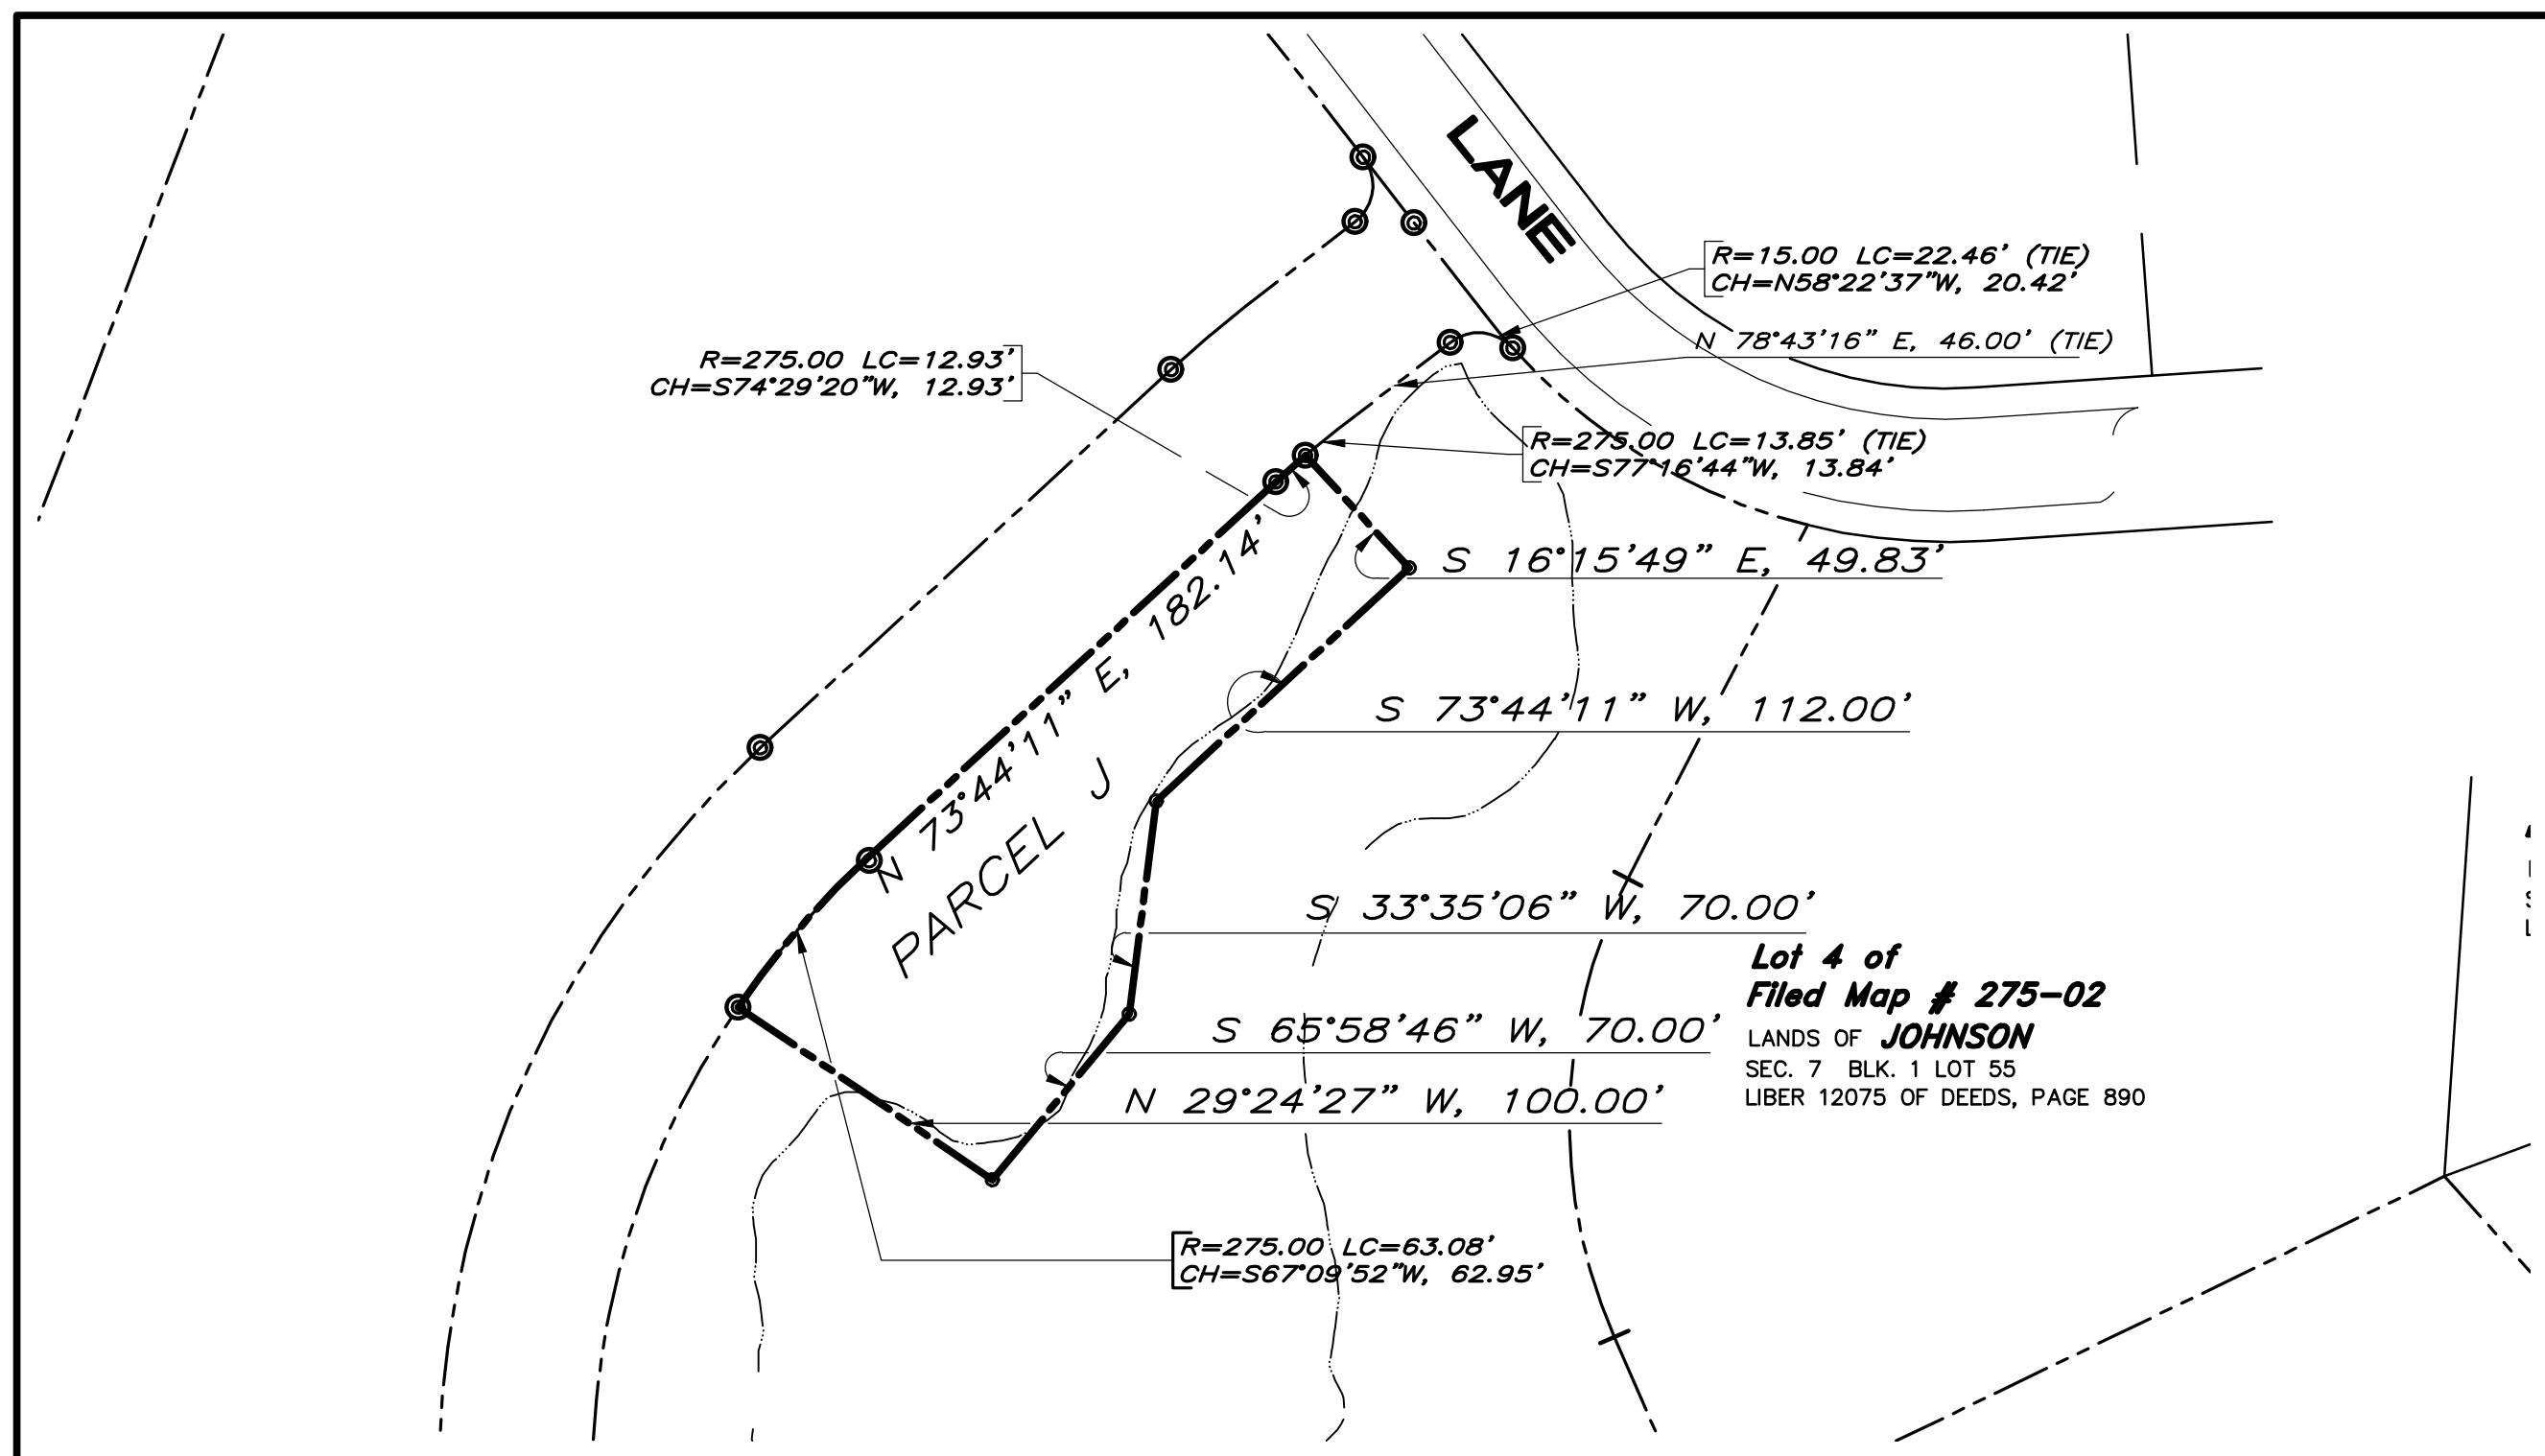 LANE
R=15.00 LC=22.46' (TIE)
CH=N58°22'37"W, 20.42'
N 78°43'16" E, 46.00' (TIE)
R=275.00 LC=12.93'
CH=S74°29'20"W, 12.93'
R=275.00 LC=13.85' (TIE)
CH=S77°16'44"W, 13.84'
S 16°15'49" E, 49.83'
N 73°44'11" E, 182.14'
S 73°44'11" W, 112.00'
PARCEL J
S 33°35'06" W, 70.00'
Lot 4 of
Filed Map # 275-02
LANDS OF JOHNSON
SEC. 7 BLK. 1 LOT 55
LIBER 12075 OF DEEDS, PAGE 890
S 65°58'46" W, 70.00'
N 29°24'27" W, 100.00'
R=275.00 LC=63.08'
CH=S67°09'52"W, 62.95'